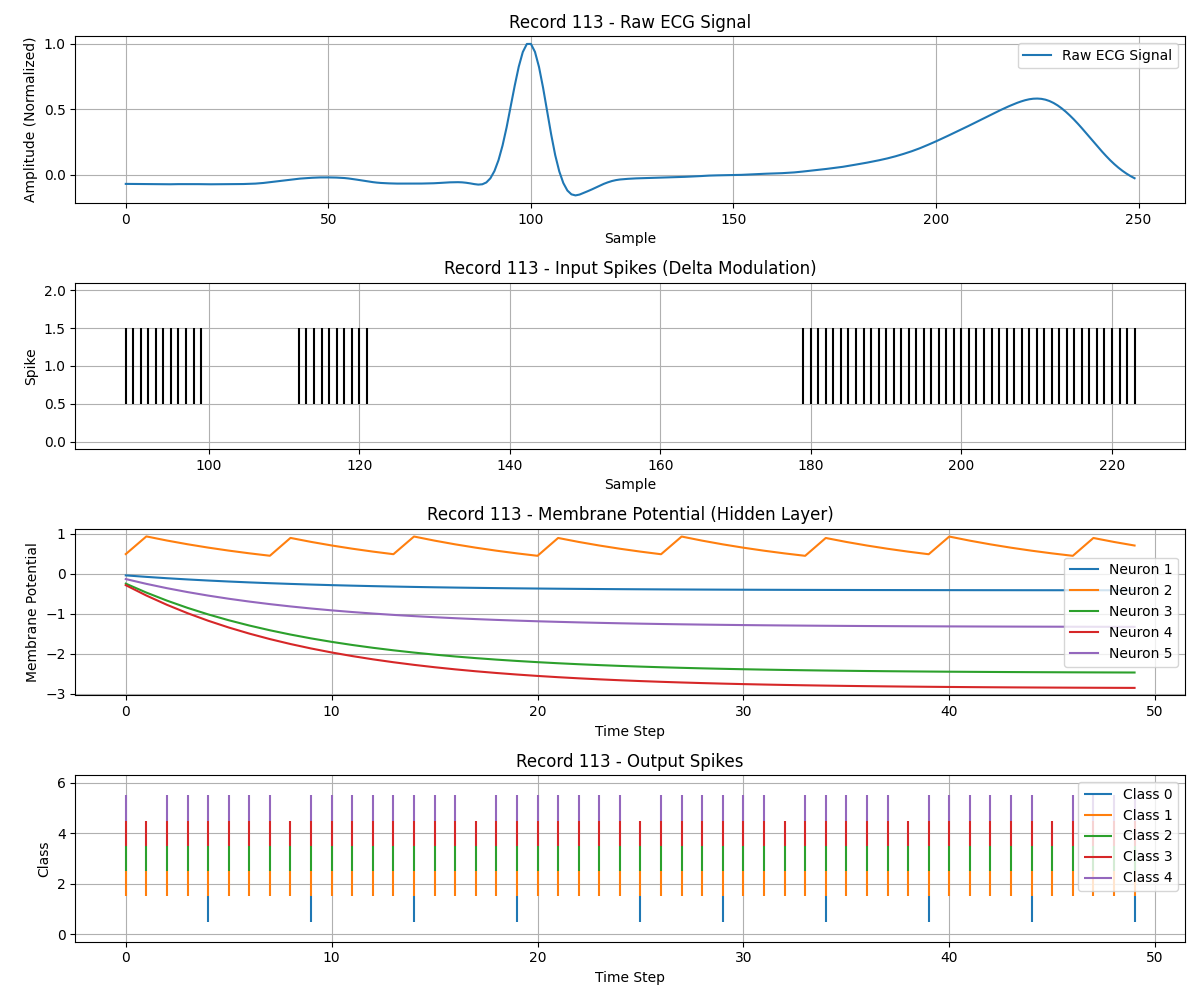 Record 113 - Raw ECG Signal
Amplitude (Normalized)
1.0
0.5
0.0
Raw ECG Signal
0 50 100 150 200 250
Sample
Record 113 - Input Spikes (Delta Modulation)
Spike
2.0
1.5
1.0
0.5
0.0
100 120 140 160 180 200 220
Sample
Record 113 - Membrane Potential (Hidden Layer)
Membrane Potential
1
0
−1
−2
−3
Neuron 1
Neuron 2
Neuron 3
Neuron 4
Neuron 5
0 10 20 30 40 50
Time Step
Record 113 - Output Spikes
Class
6
4
2
0
Class 0
Class 1
Class 2
Class 3
Class 4
0 10 20 30 40 50
Time Step